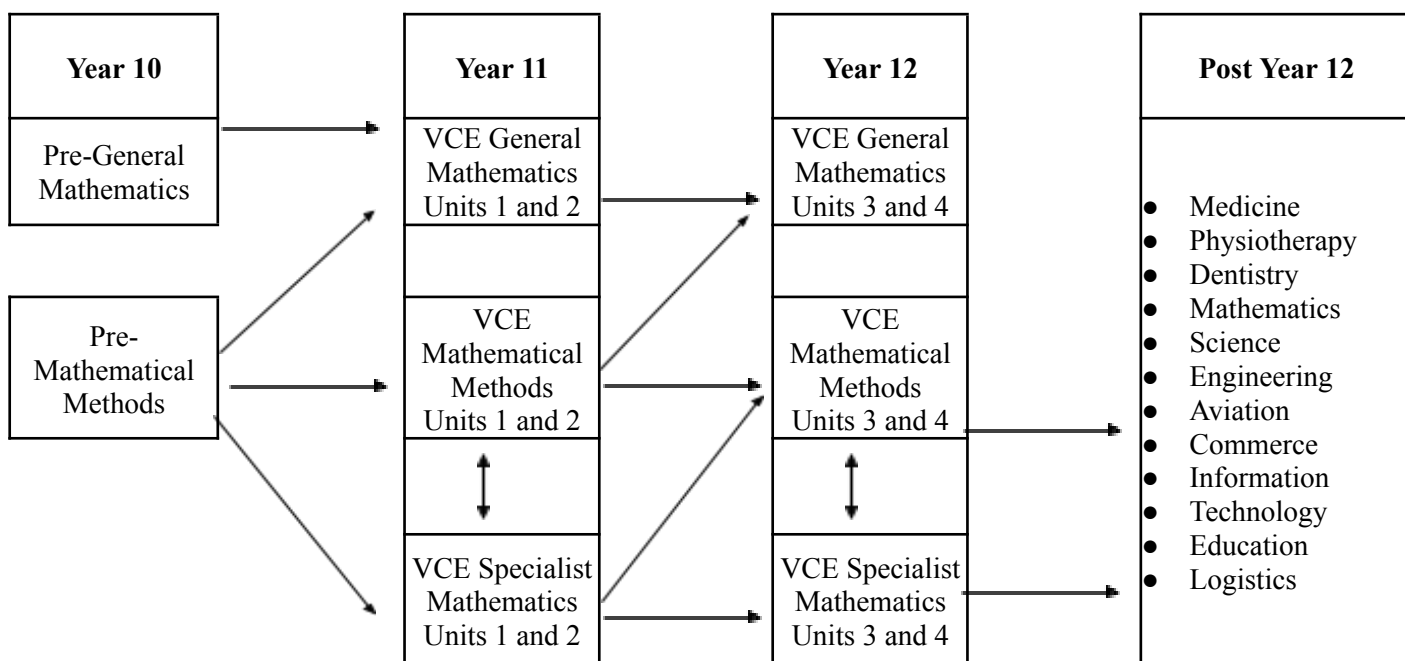 Year 10
Pre-General
Mathematics
Pre-
Mathematical
Methods
Year 11
VCE General
Mathematics
Units 1 and 2
VCE
Mathematical
Methods
Units 1 and 2
VCE Specialist
Mathematics
Units 1 and 2
Year 12
VCE General
Mathematics
Units 3 and 4
VCE
Mathematical
Methods
Units 3 and 4
VCE Specialist
Mathematics
Units 3 and 4
Post Year 12
● Medicine
● Physiotherapy
● Dentistry
● Mathematics
● Science
● Engineering
● Aviation
● Commerce
● Information
● Technology
● Education
● Logistics